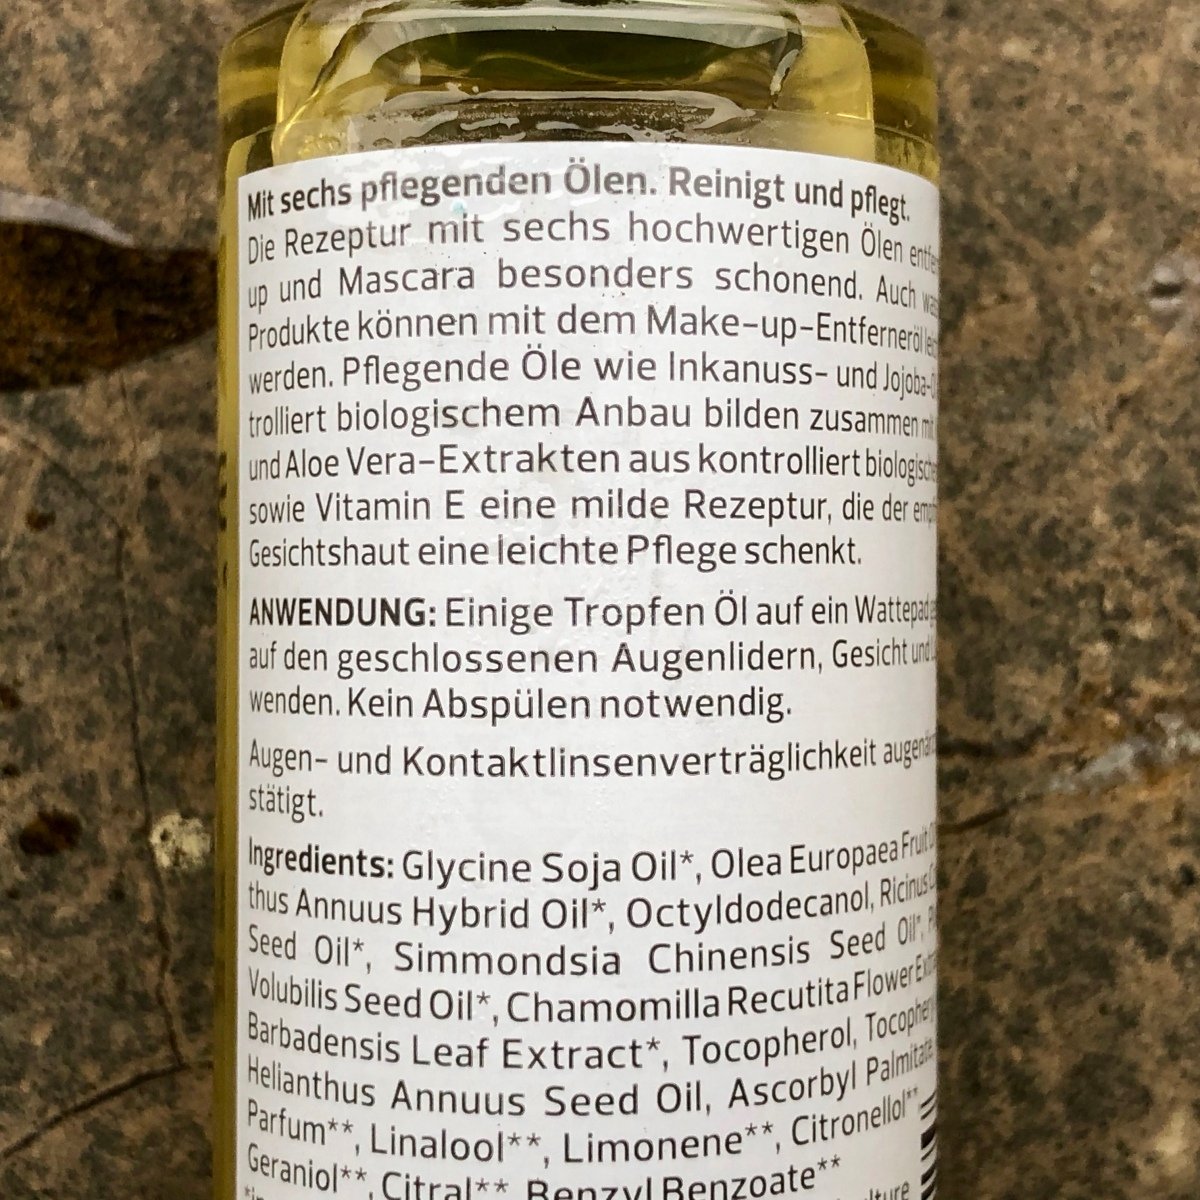 Mit sechs pflegenden Ölen. Reinigt und pflegt.
Die Rezeptur mit sechs hochwertigen Ölen
up und Mascara besonders schonend. Auch
Produkte können mit dem Make-up-Entferneröl
werden. Pflegende Öle wie Inkanuss- und Jojoba-
trolliert biologischem Anbau bilden zusammen
und Aloe Vera-Extrakten aus kontrolliert
sowie Vitamin E eine milde Rezeptur, die der
Gesichtshaut eine leichte Pflege schenkt.
ANWENDUNG: Einige Tropfen Öl auf ein Wattepad
auf den geschlossenen Augenlidern, Gesicht und
wenden. Kein Abspülen notwendig.
Augen- und Kontaktlinsenverträglichkeit
stätigt.
Ingredients: Glycine Soja Oil*, Olea Europaea Fruit
thus Annuus Hybrid Oil*, Octyldodecanol, Ricinus
Seed Oil*, Simmondsia Chinensis Seed Oil*,
Volubilis Seed Oil*, Chamomilla Recutita Flower
Barbadensis Leaf Extract*, Tocopherol,
Helianthus Annuus Seed Oil, Ascorbyl Palmitate,
Parfum**, Linalool**, Limonene**, Citronellol**
Geraniol**, Citral**, Benzyl Benzoate**